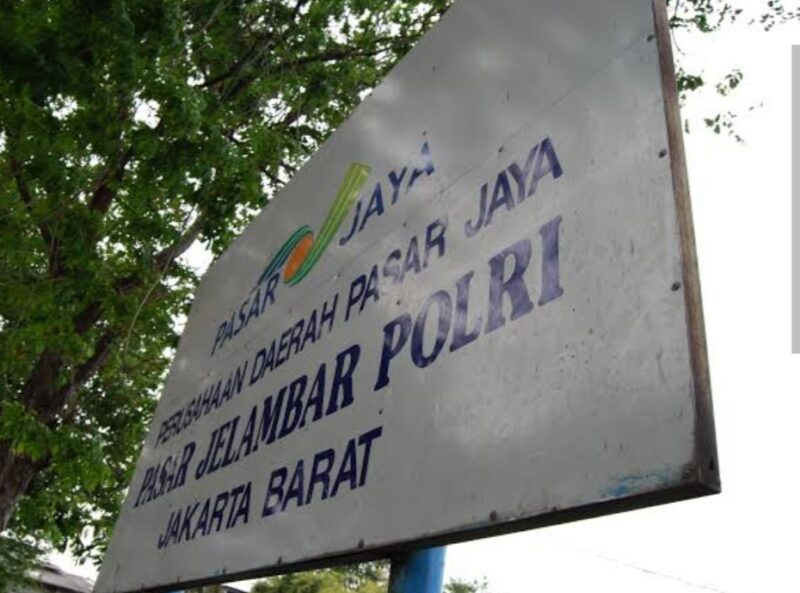 PASAR JAYA
PERUSAHAAN DAERAH PASAR JAYA
PASAR JELAMBAR POLRI
JAKARTA BARAT